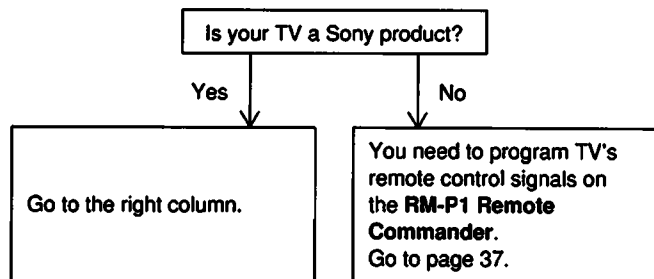 Is your TV a Sony product?
Yes
No
Go to the right column.
You need to program TV's
remote control signals on
the RM-P1 Remote
Commander.
Go to page 37.